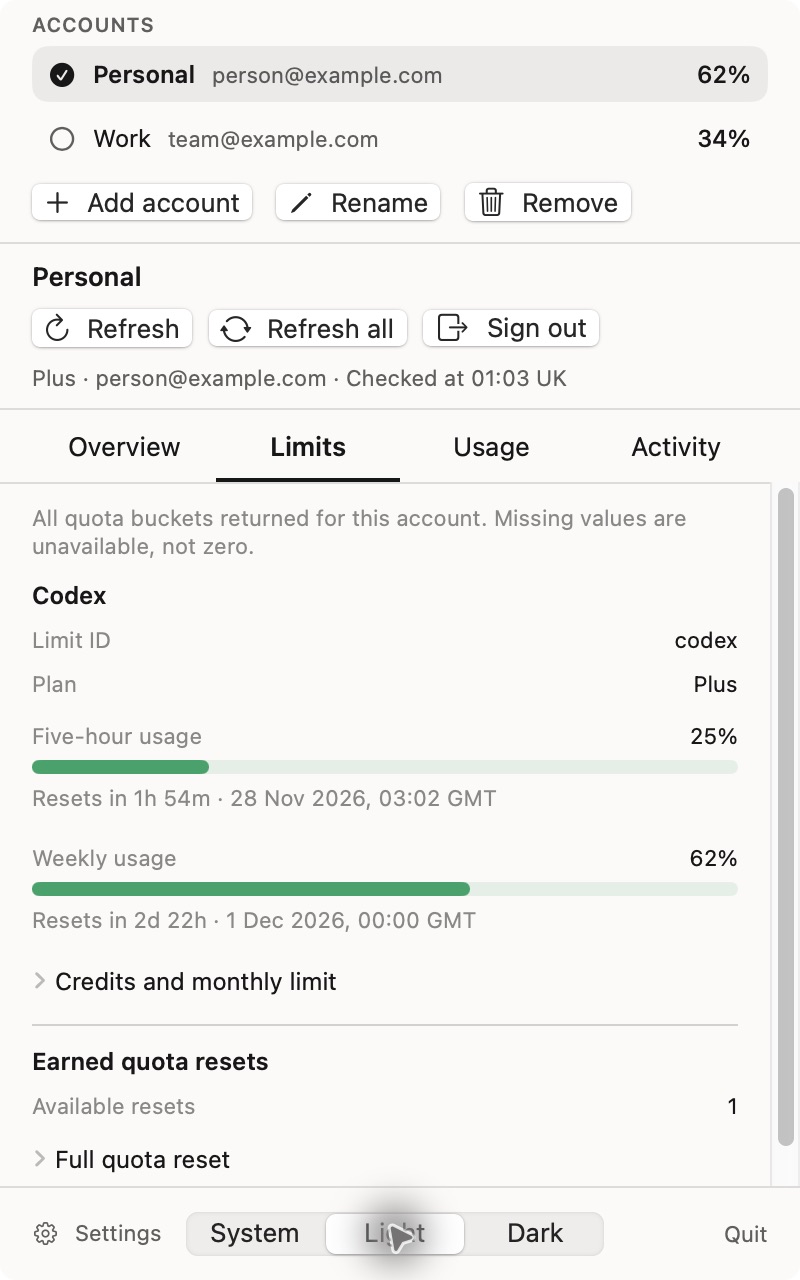 ACCOUNTS
Personal person@example.com 62%
Work team@example.com 34%
Add account Rename Remove
Personal
Refresh Refresh all Sign out
Plus · person@example.com · Checked at 01:03 UK
Overview Limits Usage Activity
All quota buckets returned for this account. Missing values are
unavailable, not zero.
Codex
Limit ID codex
Plan Plus
Five-hour usage 25%
Resets in 1h 54m · 28 Nov 2026, 03:02 GMT
Weekly usage 62%
Resets in 2d 22h · 1 Dec 2026, 00:00 GMT
Credits and monthly limit
Earned quota resets
Available resets 1
Full quota reset
Settings System Light Dark Quit